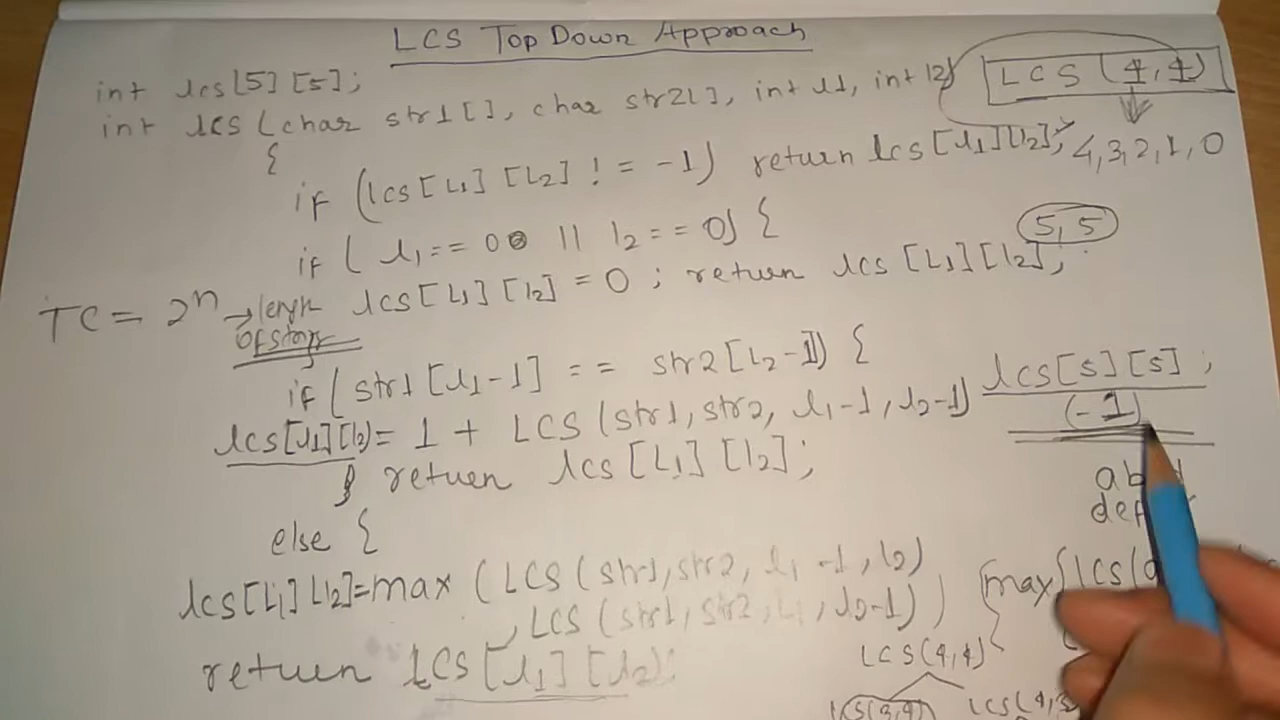 LCS Top Down Approach
int lcs[5][5];
int lcs (char str1[], char str2[], int l1, int l2)
LCS (4,4)
{
4,3,2,1,0
if (lcs[L1][L2] != -1) return lcs[l1][l2];
if (l1 == 0 || l2 == 0) {
5,5
TC = 2^n → length of string
lcs[L1][l2] = 0; return lcs[L1][l2];
if (str1[l1-1] == str2[l2-1]) {
lcs[5][5];
lcs[l1][l2] = 1 + LCS (str1, str2, l1-1, l2-1)
(-1)
} return lcs[L1][l2];
else {
lcs[L1][L2] = max (LCS (str1, str2, l1-1, l2)
, LCS (str1, str2, L1, l2-1))
max{lcs(
LCS(4,4)
return LCS[l1][l2];
LCS(3,4)